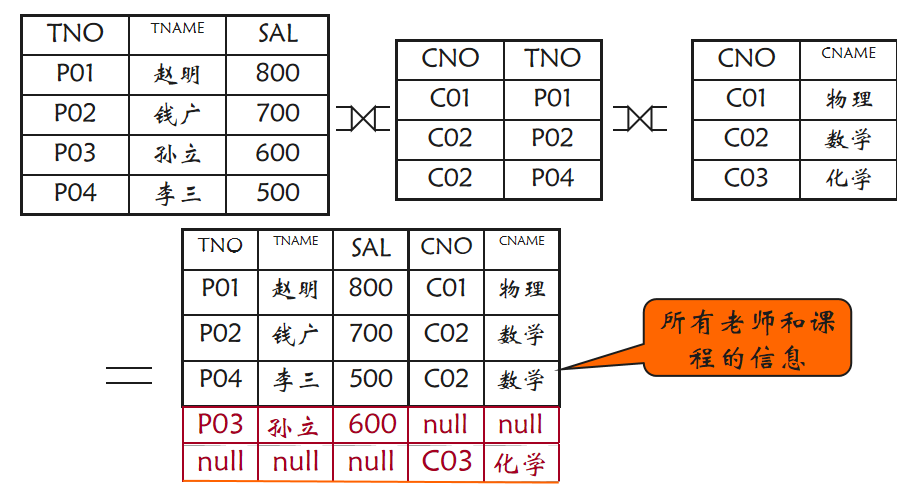 TNO TNAME SAL
P01 赵明 800
P02 钱广 700
P03 孙立 600
P04 李三 500
CNO TNO
C01 P01
C02 P02
C02 P04
CNO CNAME
C01 物理
C02 数学
C03 化学
TNO TNAME SAL CNO CNAME
P01 赵明 800 C01 物理
P02 钱广 700 C02 数学
P04 李三 500 C02 数学
P03 孙立 600 null null
null null null C03 化学
所有老师和课
程的信息